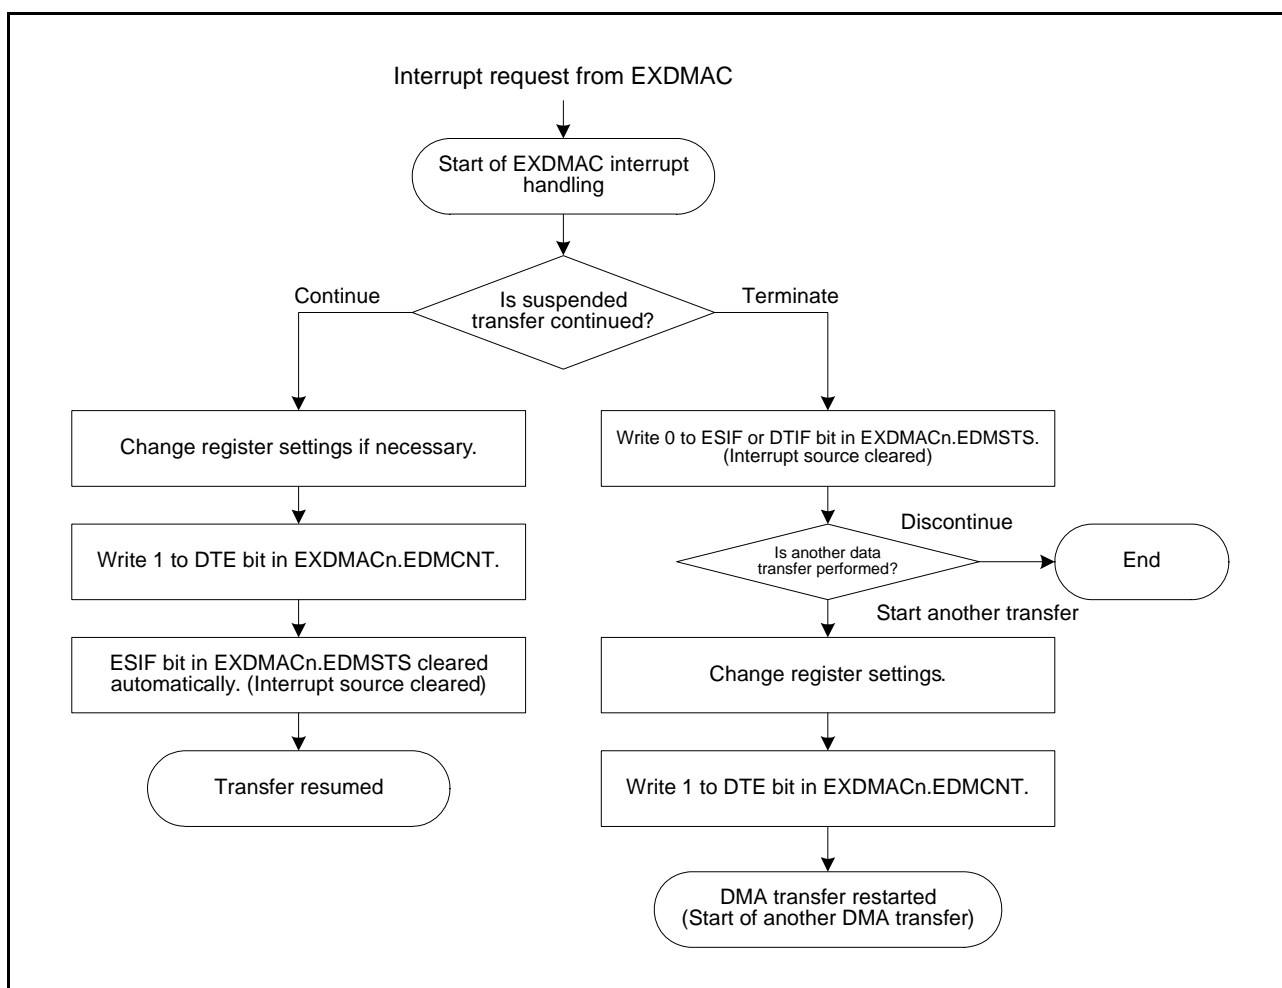 Interrupt request from EXDMAC
Start of EXDMAC interrupt
handling
Continue
Is suspended
transfer continued?
Terminate
Change register settings if necessary.
Write 1 to DTE bit in EXDMACn.EDMCNT.
ESIF bit in EXDMACn.EDMSTS cleared
automatically. (Interrupt source cleared)
Transfer resumed
Write 0 to ESIF or DTIF bit in EXDMACn.EDMSTS.
(Interrupt source cleared)
Is another data
transfer performed?
Discontinue
End
Start another transfer
Change register settings.
Write 1 to DTE bit in EXDMACn.EDMCNT.
DMA transfer restarted
(Start of another DMA transfer)